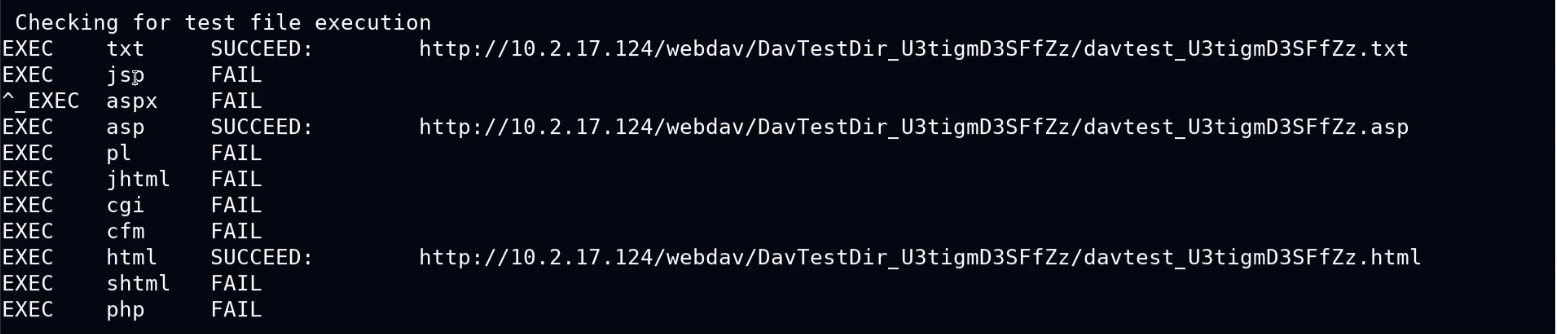 Checking for test file execution
EXEC txt SUCCEED: http://10.2.17.124/webdav/DavTestDir_U3tigmD3SFfZz/davtest_U3tigmD3SFfZz.txt
EXEC jsp FAIL
^_EXEC aspx FAIL
EXEC asp SUCCEED: http://10.2.17.124/webdav/DavTestDir_U3tigmD3SFfZz/davtest_U3tigmD3SFfZz.asp
EXEC pl FAIL
EXEC jhtml FAIL
EXEC cgi FAIL
EXEC cfm FAIL
EXEC html SUCCEED: http://10.2.17.124/webdav/DavTestDir_U3tigmD3SFfZz/davtest_U3tigmD3SFfZz.html
EXEC shtml FAIL
EXEC php FAIL